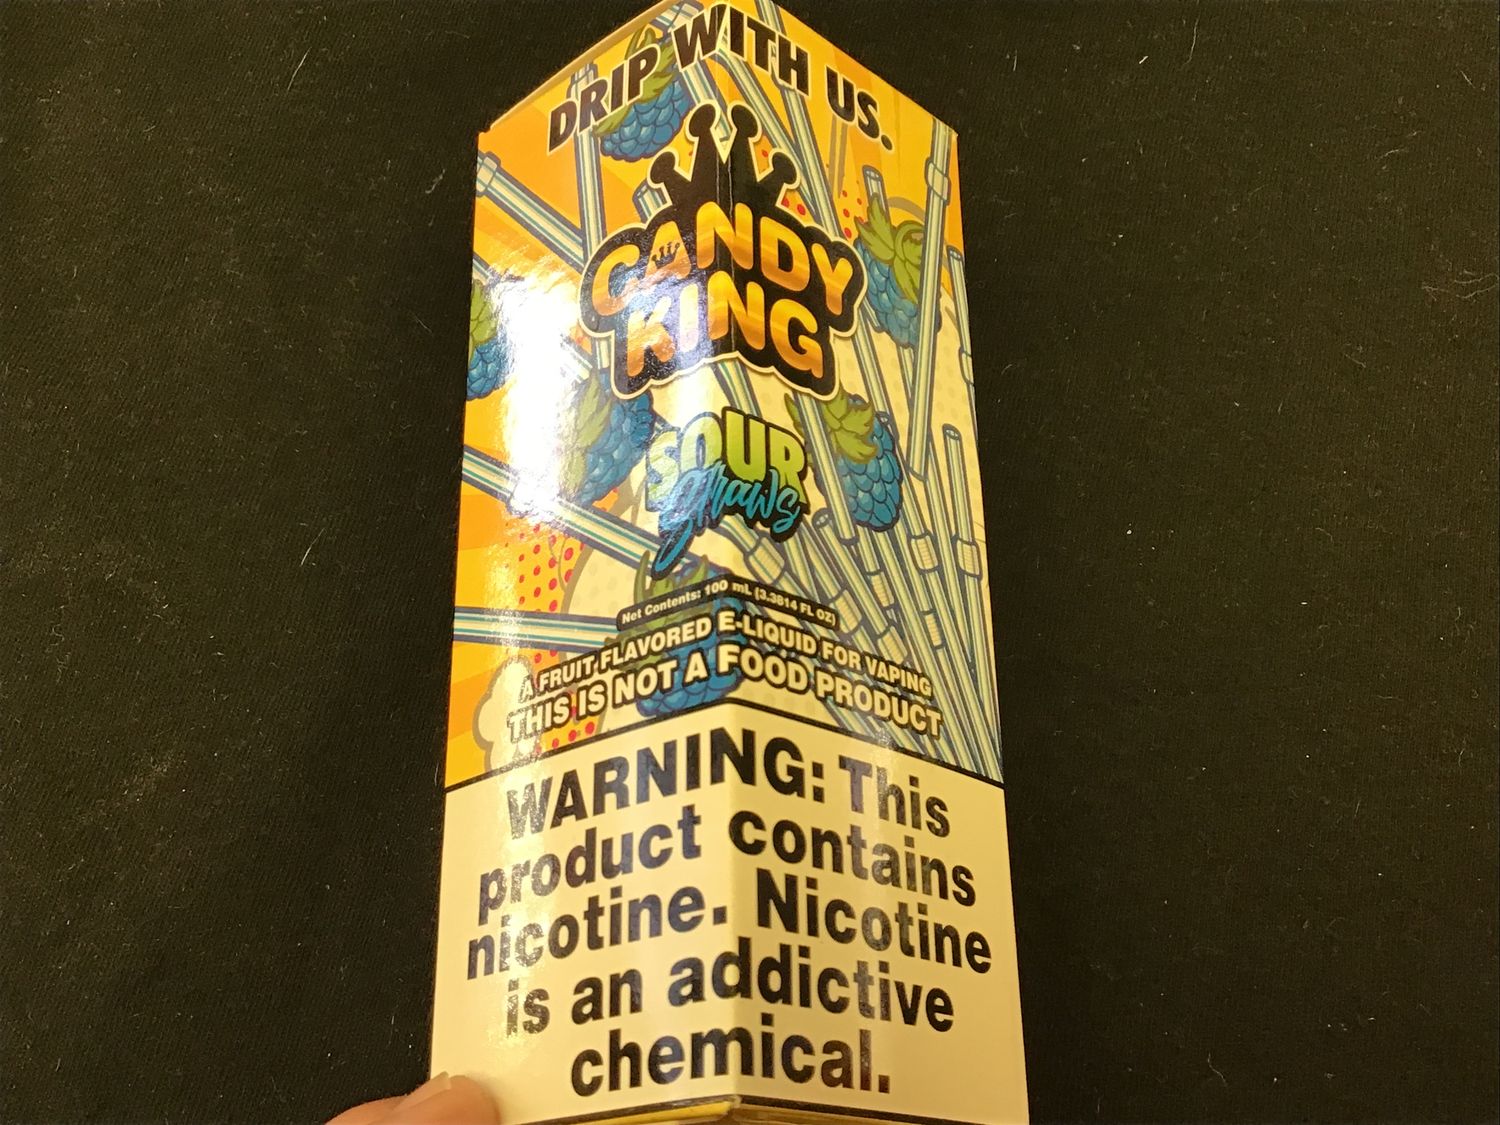 DRIP WITH US.
CANDY
KING
SOUR
straws
Net Contents: 100 mL (3.3814 FL OZ)
A FRUIT FLAVORED E-LIQUID FOR VAPING
THIS IS NOT A FOOD PRODUCT
WARNING: This
product contains
nicotine. Nicotine
is an addictive
chemical.